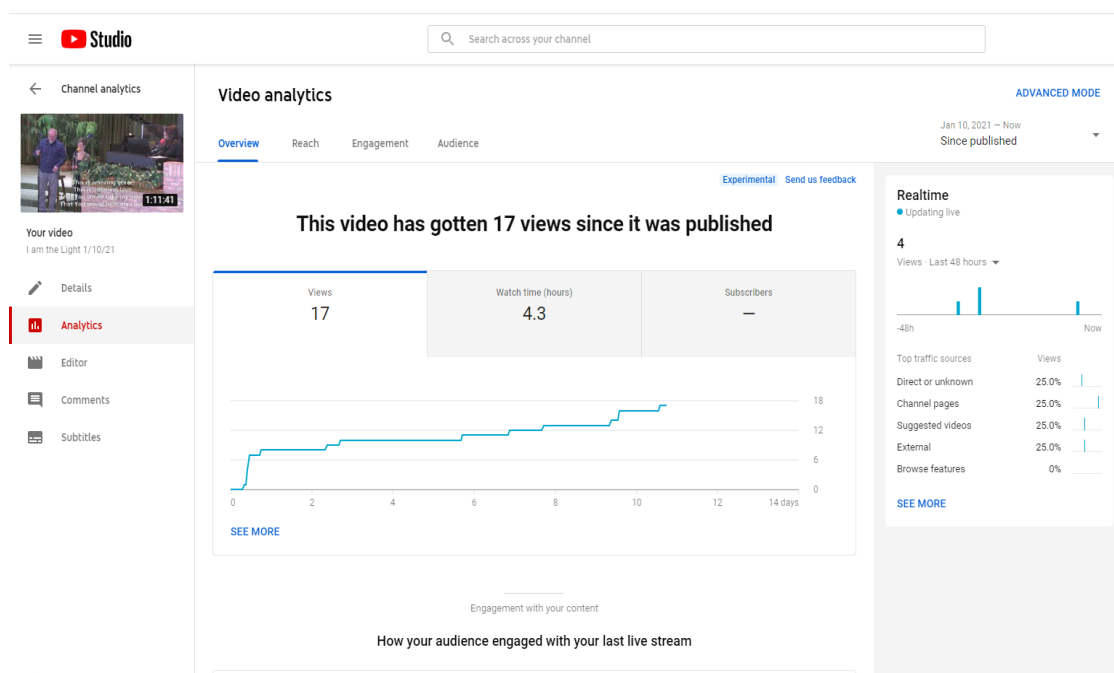 Studio
Search across your channel
Channel analytics
1:11:41
Your video
I am the Light 1/10/21
Details
Analytics
Editor
Comments
Subtitles
Video analytics
ADVANCED MODE
Overview
Reach
Engagement
Audience
Jan 10, 2021 – Now
Since published
Experimental
Send us feedback
This video has gotten 17 views since it was published
Views
17
Watch time (hours)
4.3
Subscribers
—
18
12
6
0
0 2 4 6 8 10 12 14 days
SEE MORE
Engagement with your content
How your audience engaged with your last live stream
Realtime
Updating live
4
Views · Last 48 hours
-48h
Now
Top traffic sources Views
Direct or unknown 25.0%
Channel pages 25.0%
Suggested videos 25.0%
External 25.0%
Browse features 0%
SEE MORE